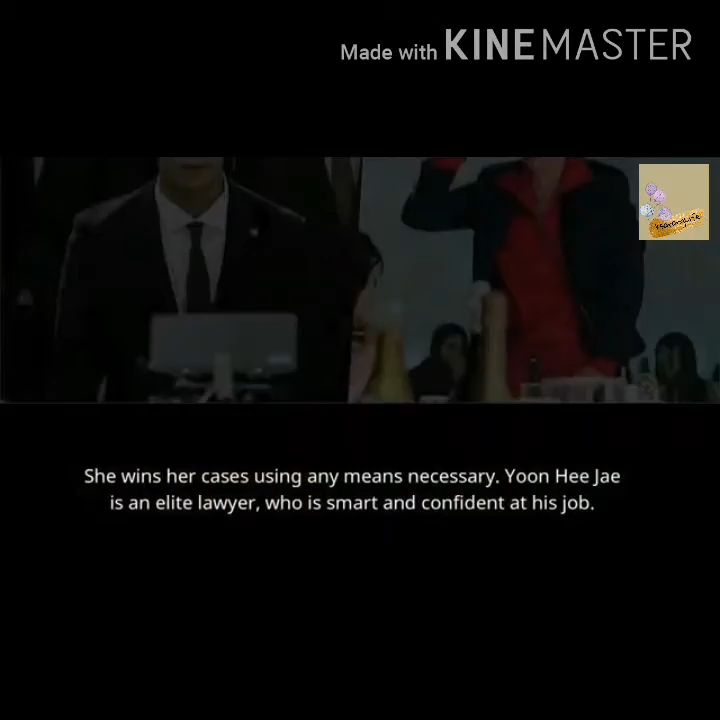 Made with KINEMASTER
She wins her cases using any means necessary. Yoon Hee Jae
is an elite lawyer, who is smart and confident at his job.